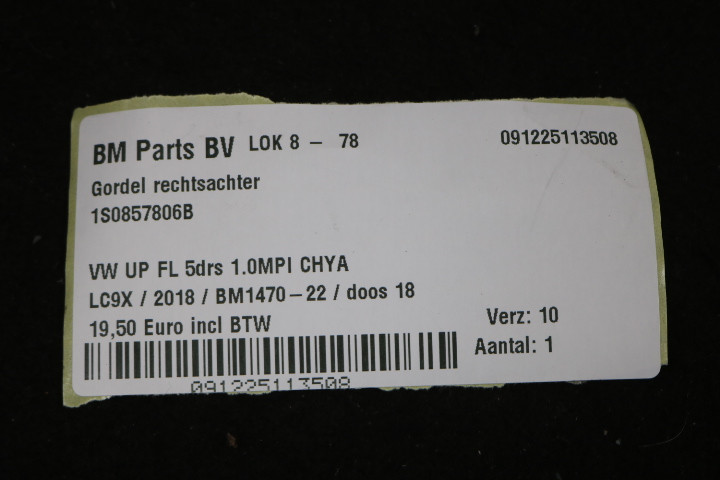 BM Parts BV LOK 8 - 78 091225113508
Gordel rechtsachter
1S0857806B
VW UP FL 5drs 1.0MPI CHYA
LC9X / 2018 / BM1470-22 / doos 18
19,50 Euro incl BTW Verz: 10
Aantal: 1
091225113508